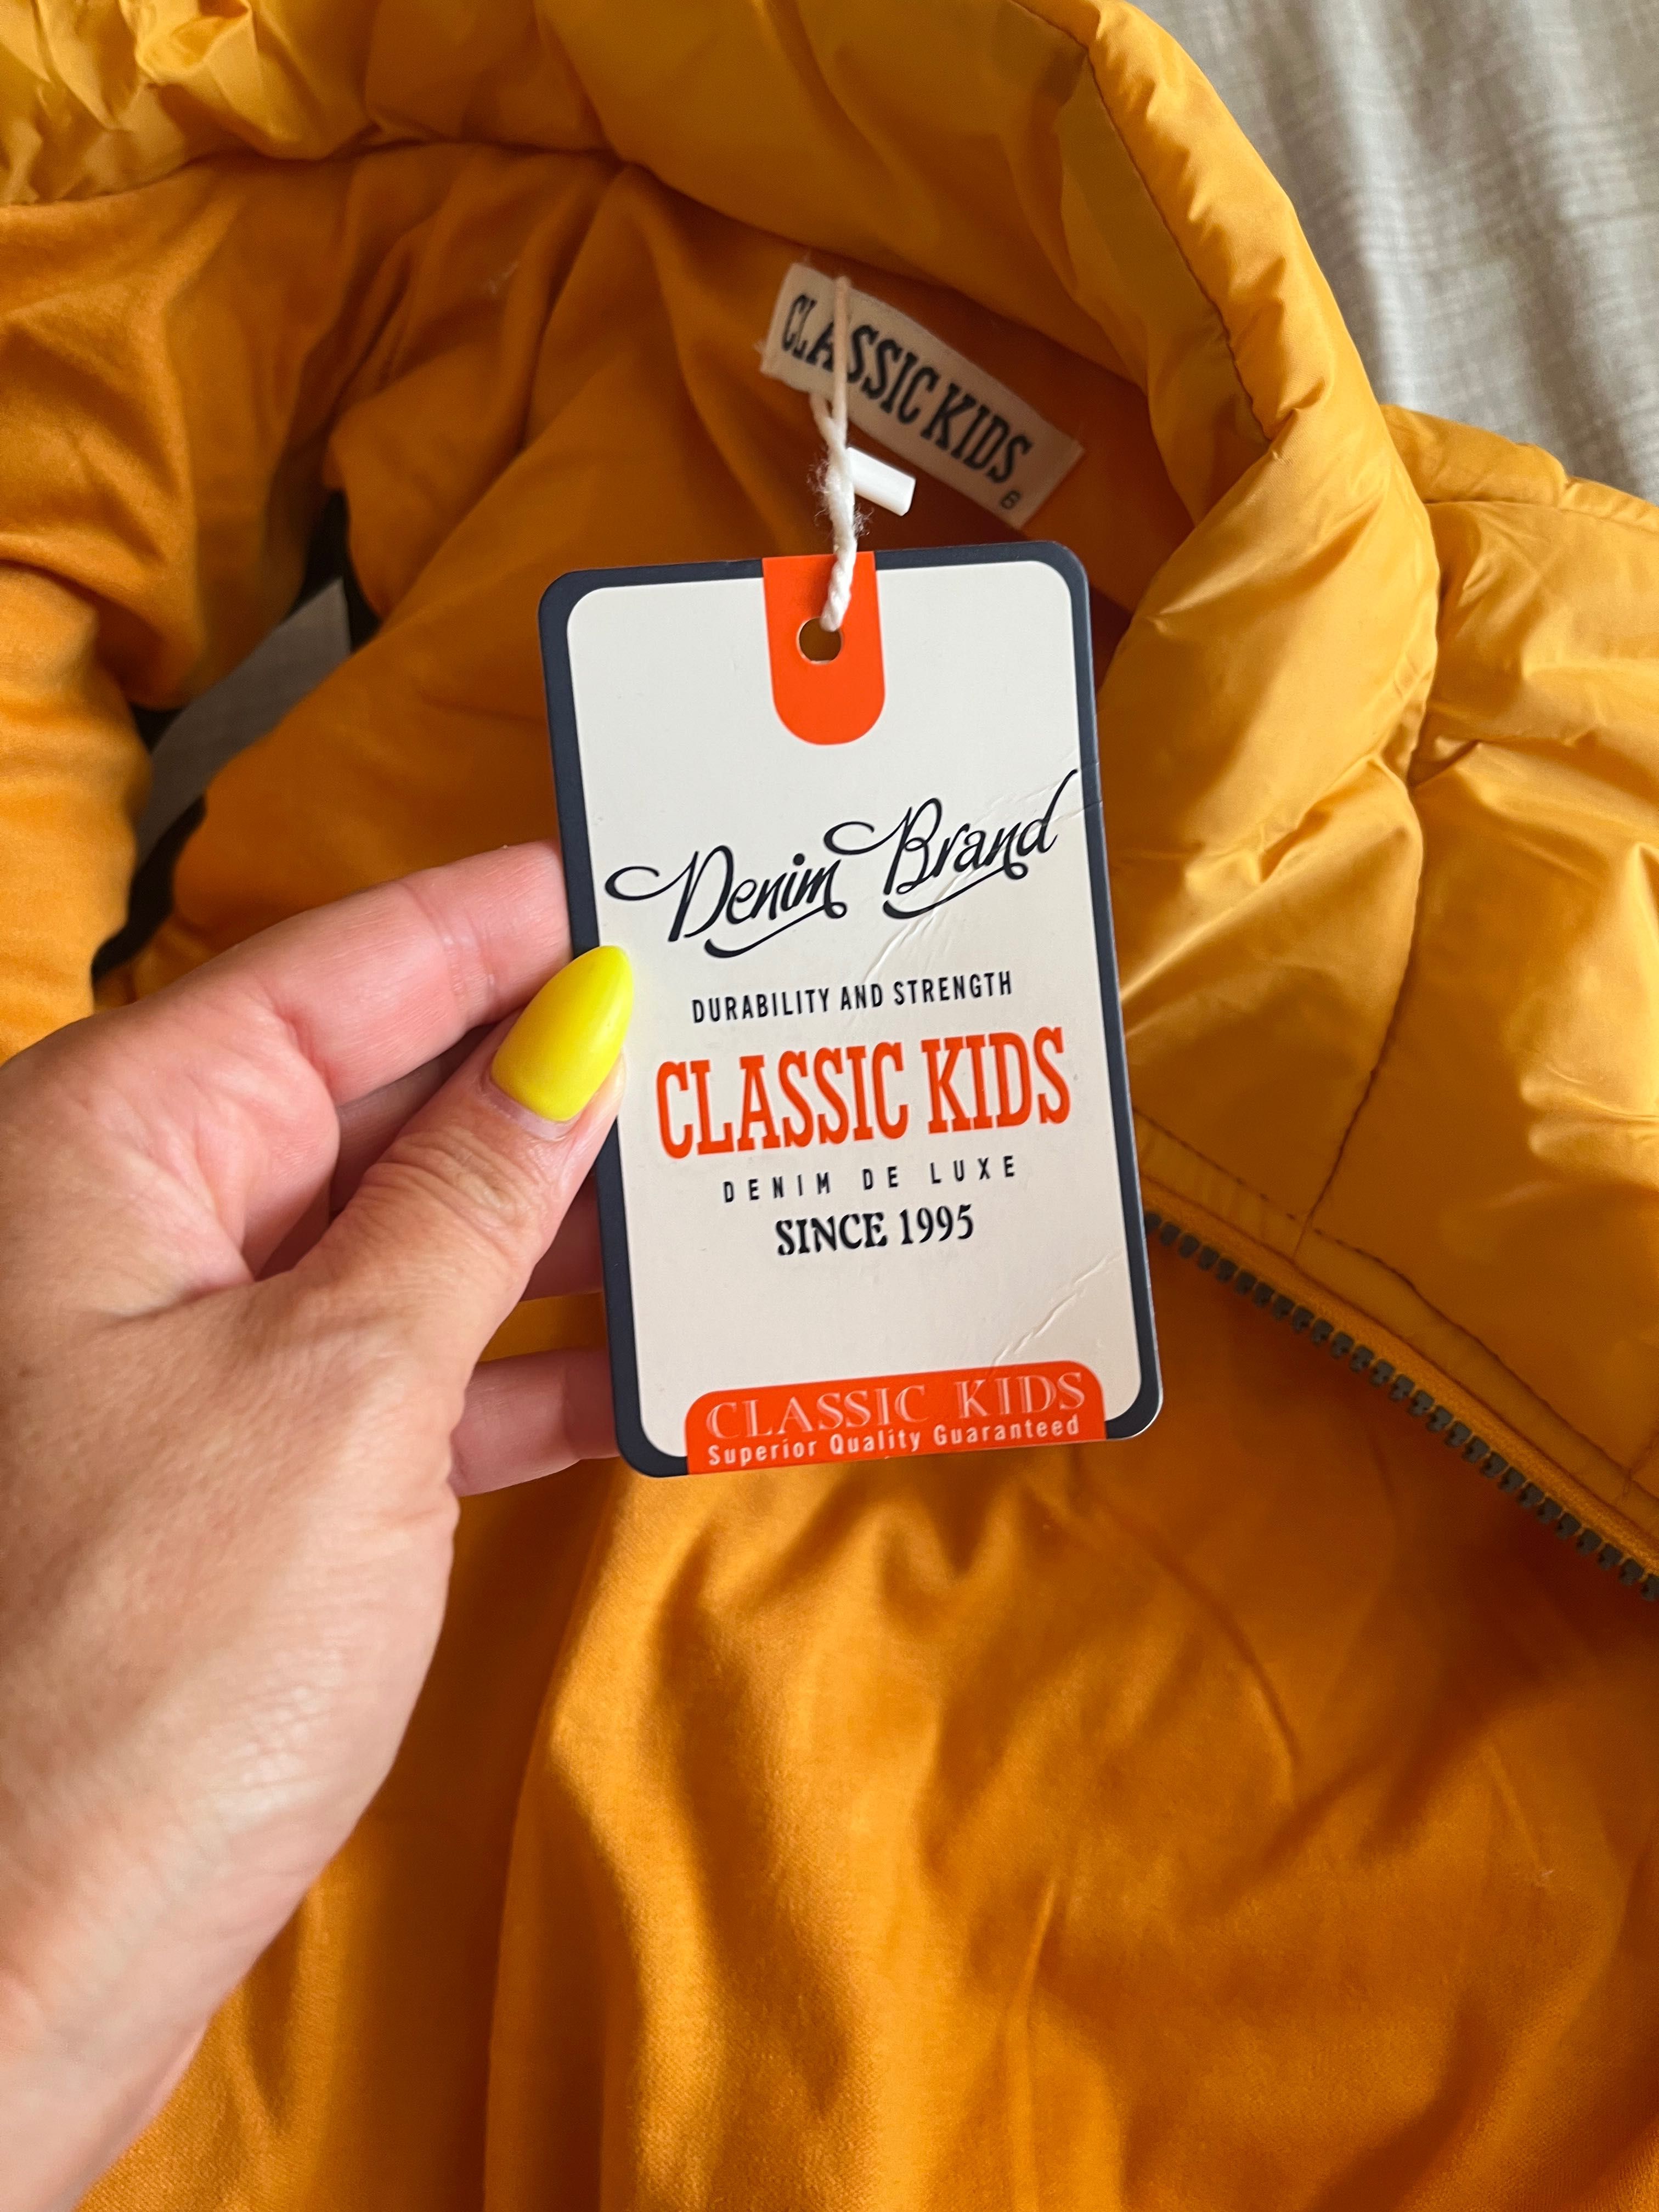 CLASSIC KIDS
6
Denim Brand
DURABILITY AND STRENGTH
CLASSIC KIDS
DENIM DE LUXE
SINCE 1995
CLASSIC KIDS
Superior Quality Guaranteed